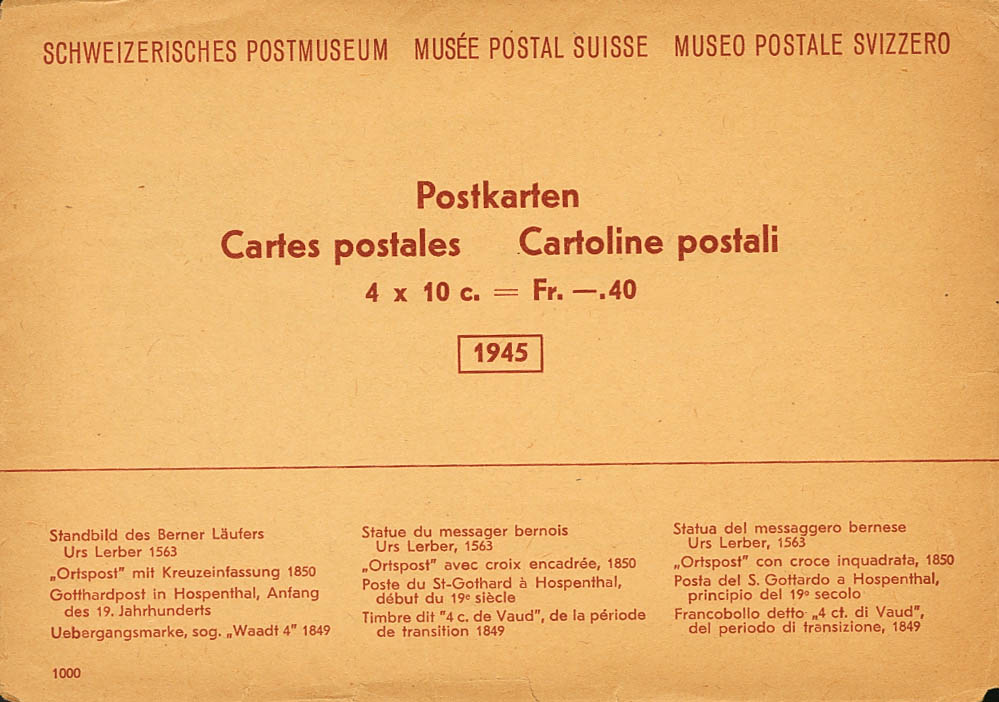 SCHWEIZERISCHES POSTMUSEUM MUSÉE POSTAL SUISSE MUSEO POSTALE SVIZZERO
Postkarten
Cartes postales Cartoline postali
4 x 10 c. = Fr. —.40
1945
Standbild des Berner Läufers
Urs Lerber 1563
„Ortspost" mit Kreuzeinfassung 1850
Gotthardpost in Hospenthal, Anfang
des 19. Jahrhunderts
Uebergangsmarke, sog. „Waadt 4" 1849
Statue du messager bernois
Urs Lerber, 1563
„Ortspost" avec croix encadrée, 1850
Poste du St-Gothard à Hospenthal,
début du 19e siècle
Timbre dit "4 c. de Vaud", de la période
de transition 1849
Statua del messaggero bernese
Urs Lerber, 1563
„Ortspost" con croce inquadrata, 1850
Posta del S. Gottardo a Hospenthal,
principio del 19o secolo
Francobollo detto „4 ct. di Vaud",
del periodo di transizione, 1849
1000